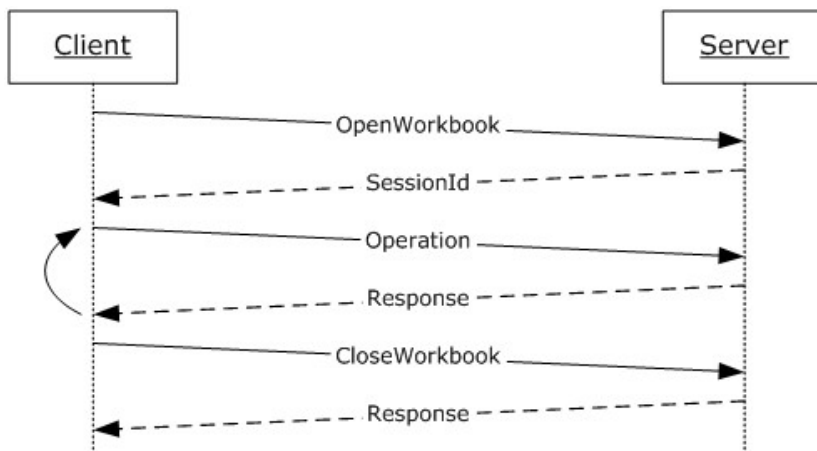 Client
Server
OpenWorkbook
SessionId
Operation
Response
CloseWorkbook
Response